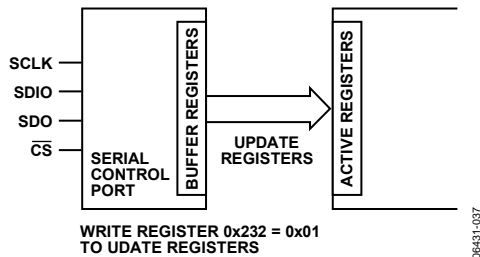 SCLK
SDIO
SDO
CS
SERIAL
CONTROL
PORT
BUFFER REGISTERS
UPDATE
REGISTERS
ACTIVE REGISTERS
WRITE REGISTER 0x232 = 0x01
TO UDATE REGISTERS
06431-037